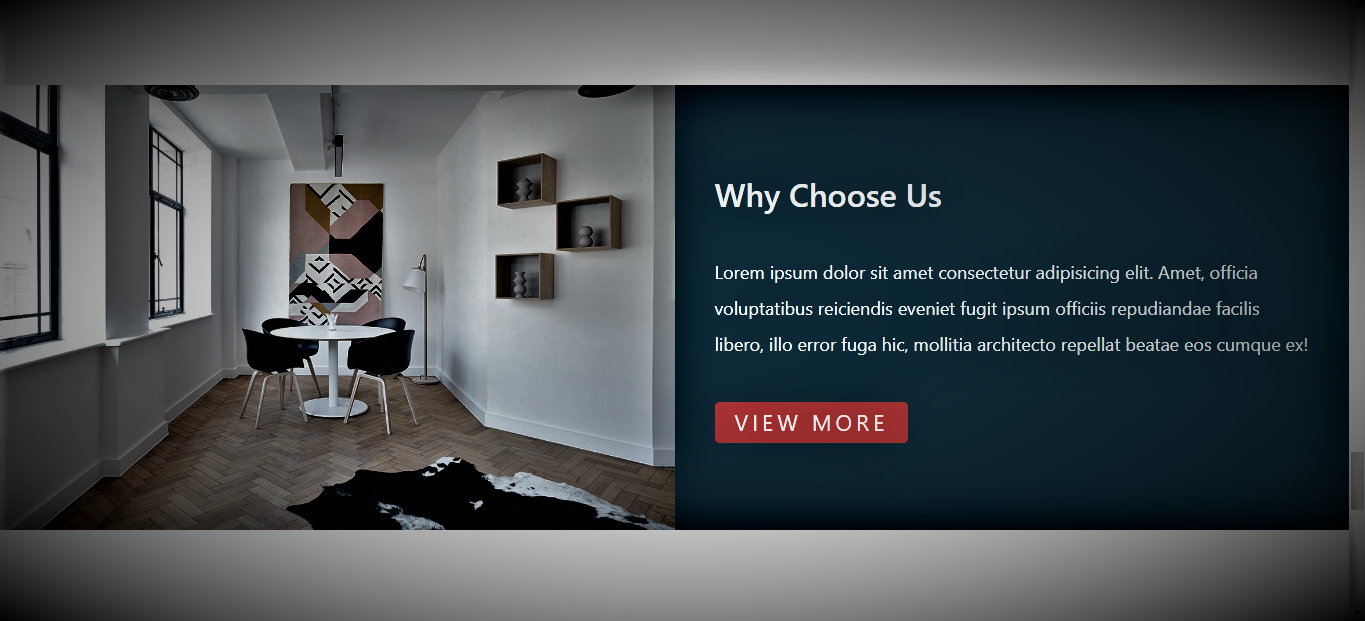 Why Choose Us
Lorem ipsum dolor sit amet consectetur adipisicing elit. Amet, officia
voluptatibus reiciendis eveniet fugit ipsum officiis repudiandae facilis
libero, illo error fuga hic, mollitia architecto repellat beatae eos cumque ex!
VIEW MORE